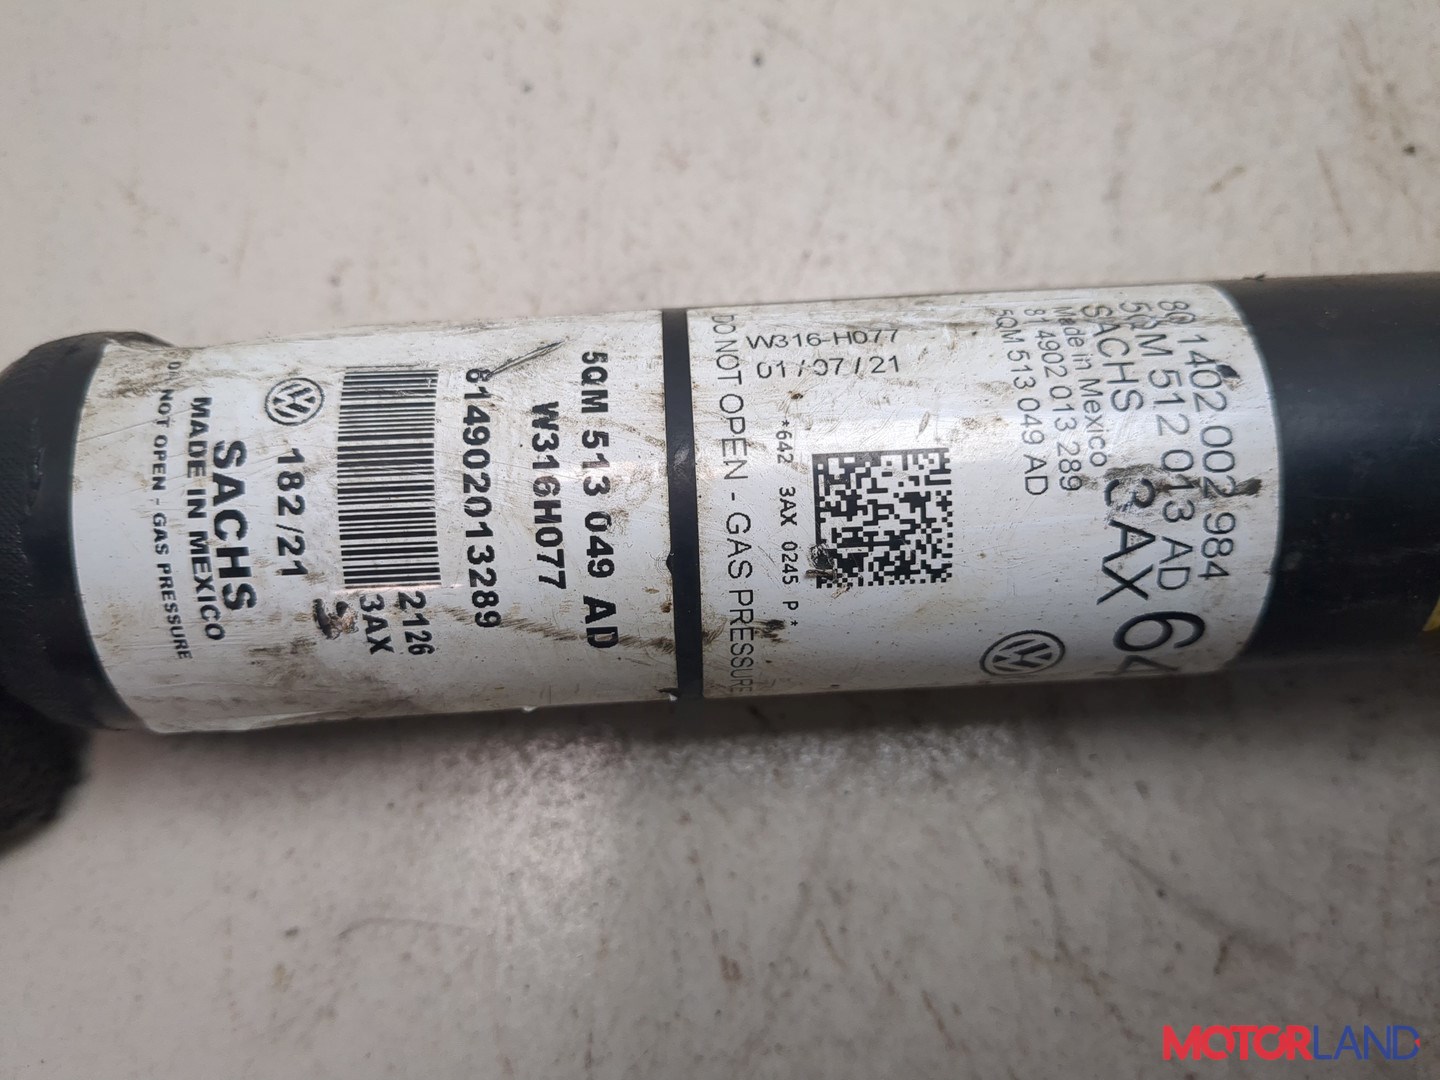 5QM 513 049 AD
W316H077
814902013289
2126
3AX
182/21
SACHS
MADE IN MEXICO
NOT OPEN - GAS PRESSURE
1402 002 984
5QM 512 013 AD
SACHS 3AX 64
Made in Mexico
81 4902 013 289
5QM 513 049 AD
*642 3AX 0245 P*
W316-H077
01/07/21
DO NOT OPEN - GAS PRESSURE
MOTORLAND